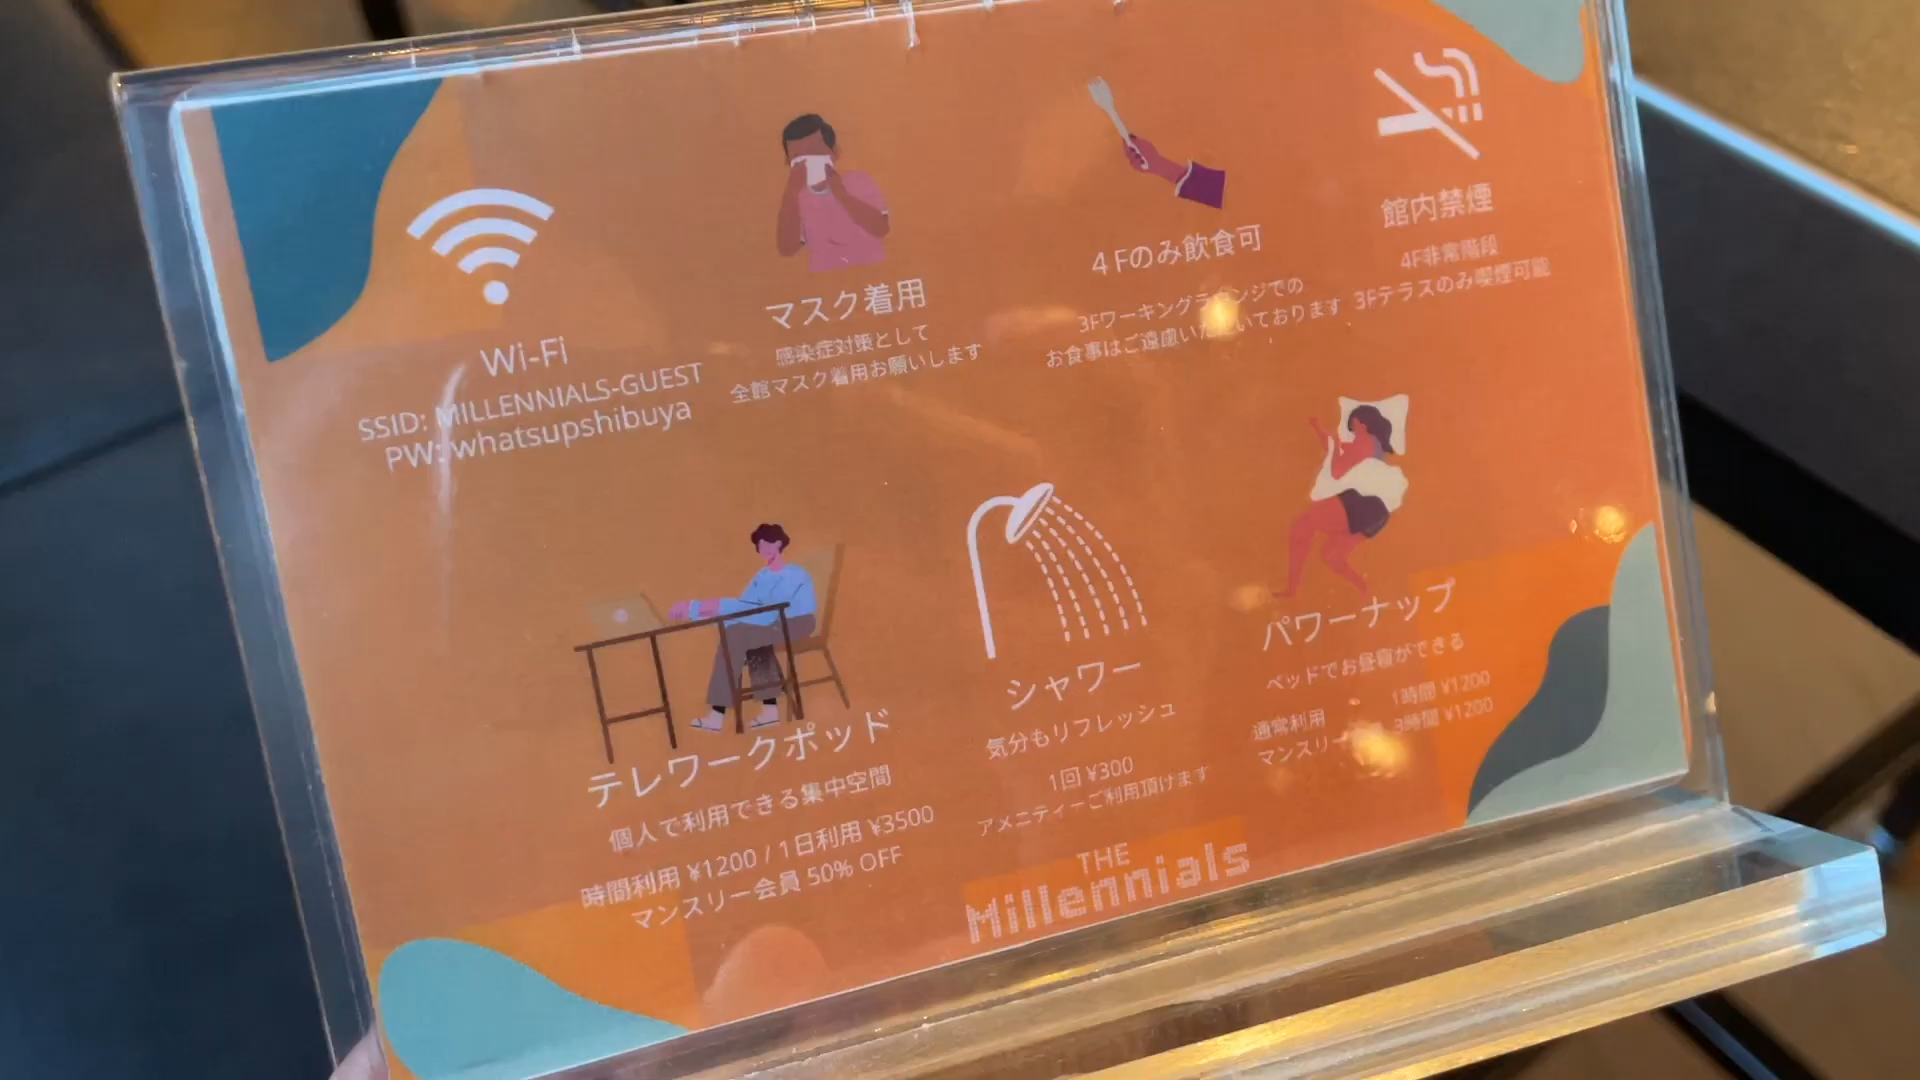 Wi-Fi
SSID: MILLENNIALS-GUEST
PW: whatsupshibuya
マスク着用
感染症対策として
全館マスク着用お願いします
4Fのみ飲食可
3Fワーキングラウンジでの
お食事はご遠慮いただいております
館内禁煙
4F非常階段
3Fテラスのみ喫煙可能
テレワークポッド
個人で利用できる集中空間
時間利用 ¥1200 / 1日利用 ¥3500
マンスリー会員 50% OFF
シャワー
気分もリフレッシュ
1回 ¥300
アメニティーご利用頂けます
パワーナップ
ベッドでお昼寝ができる
通常利用 1時間 ¥1200
マンスリー 3時間 ¥1200
THE
Millennials